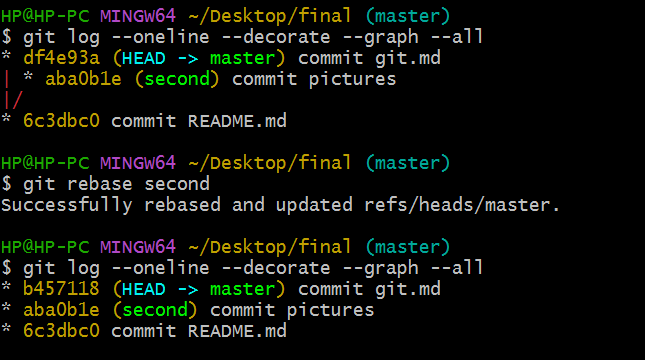 HP@HP-PC MINGW64 ~/Desktop/final (master)
$ git log --oneline --decorate --graph --all
* df4e93a (HEAD -> master) commit git.md
| * aba0b1e (second) commit pictures
|/
* 6c3dbc0 commit README.md
HP@HP-PC MINGW64 ~/Desktop/final (master)
$ git rebase second
Successfully rebased and updated refs/heads/master.
HP@HP-PC MINGW64 ~/Desktop/final (master)
$ git log --oneline --decorate --graph --all
* b457118 (HEAD -> master) commit git.md
* aba0b1e (second) commit pictures
* 6c3dbc0 commit README.md